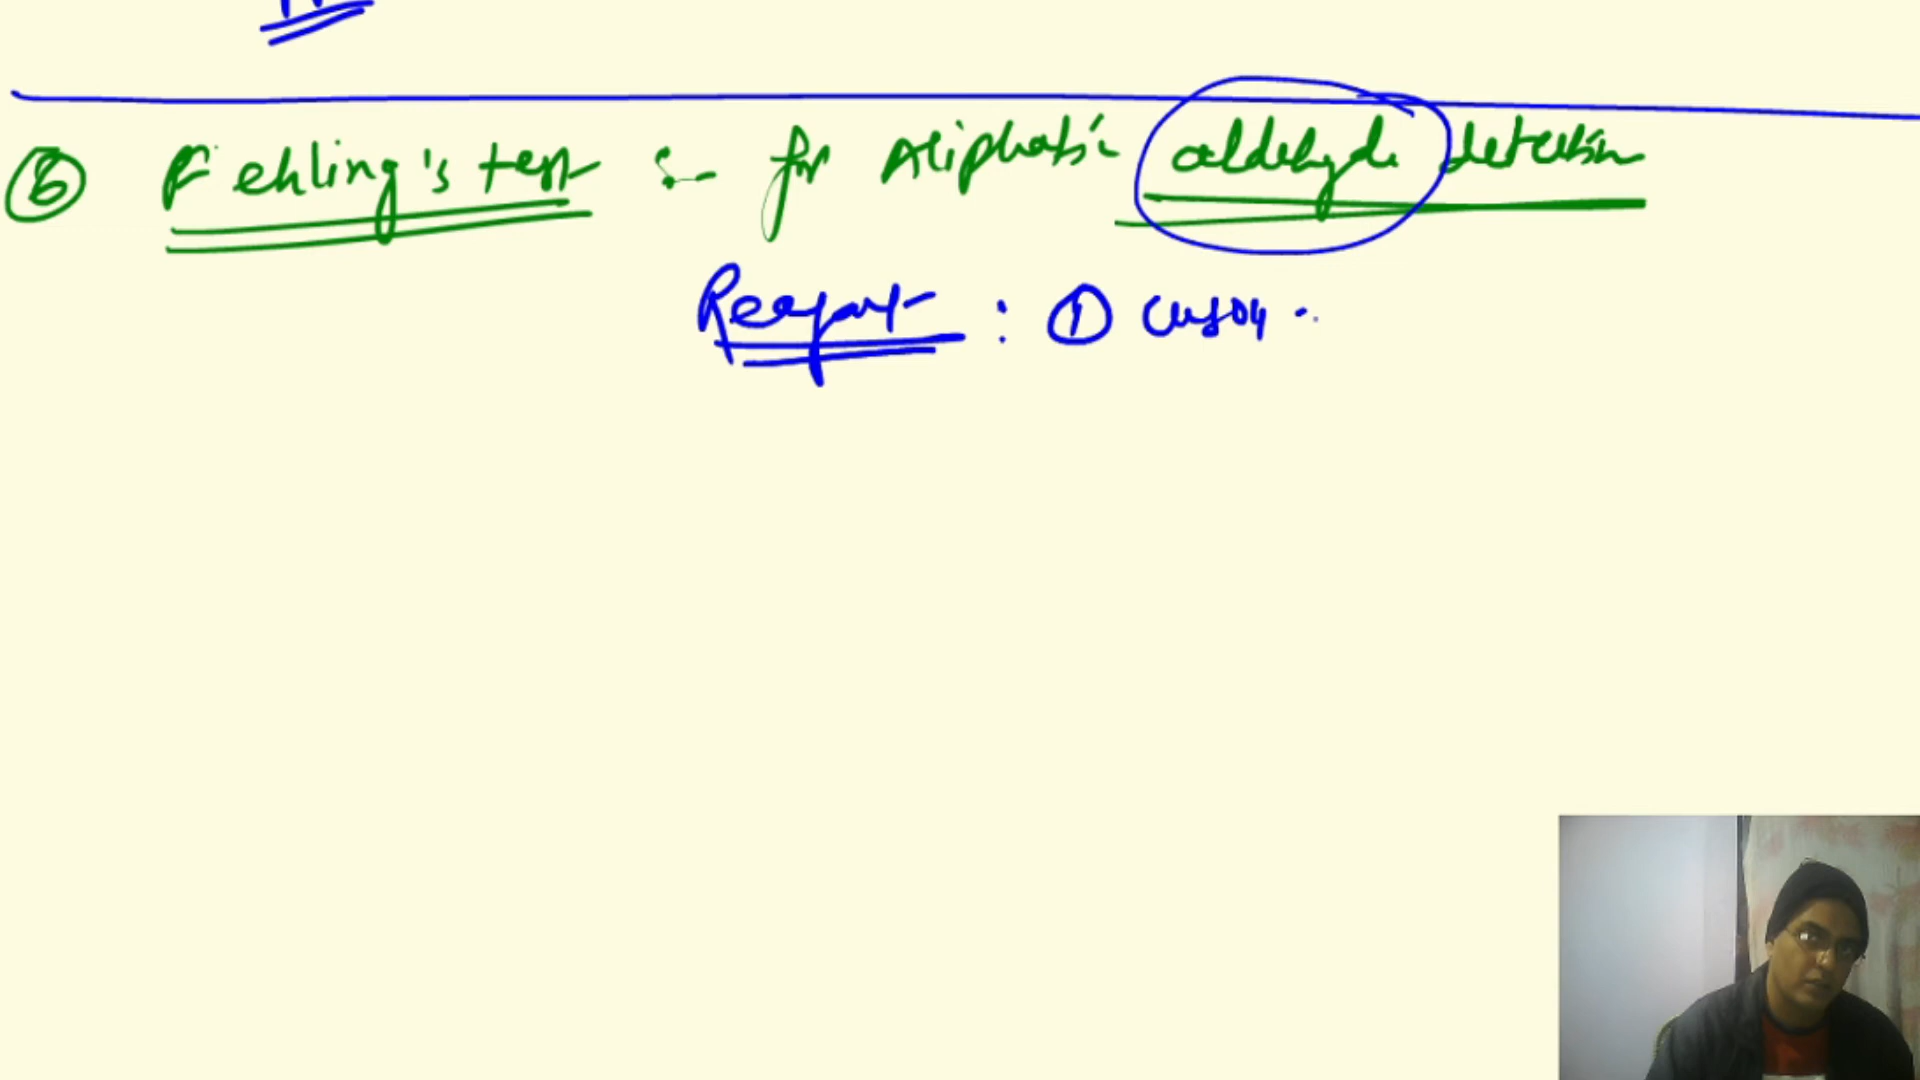 ⑥ Fehling's test :- for Aliphatic aldehyde detection
Reagent : ① CuSO4 ·